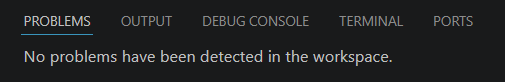 PROBLEMS OUTPUT DEBUG CONSOLE TERMINAL PORTS
No problems have been detected in the workspace.